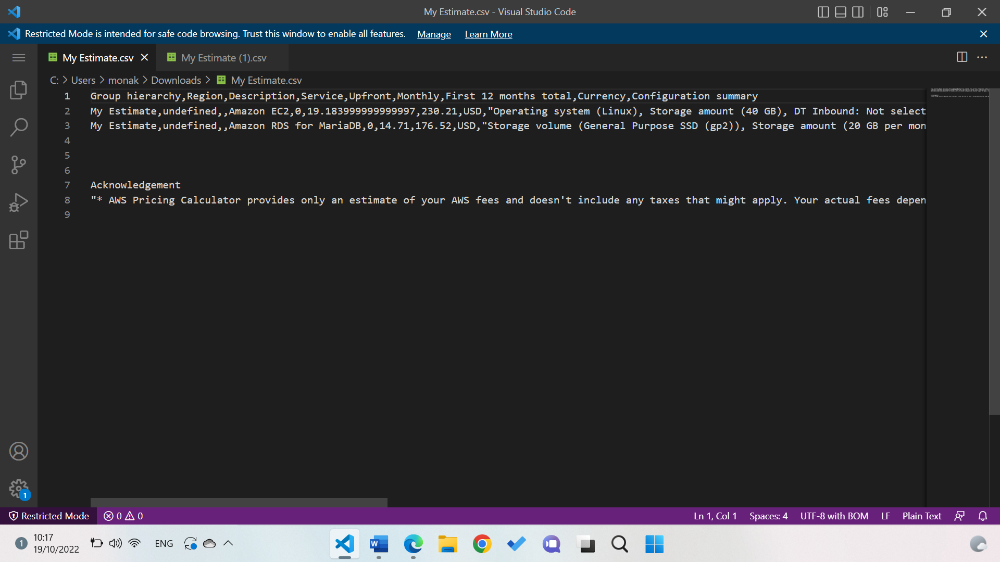 My Estimate.csv - Visual Studio Code
Restricted Mode is intended for safe code browsing. Trust this window to enable all features. Manage Learn More
My Estimate.csv My Estimate (1).csv
C: Users monak Downloads My Estimate.csv
1 Group hierarchy,Region,Description,Service,Upfront,Monthly,First 12 months total,Currency,Configuration summary
2 My Estimate,undefined,,Amazon EC2,0,19.183999999999997,230.21,USD,"Operating system (Linux), Storage amount (40 GB), DT Inbound: Not select
3 My Estimate,undefined,,Amazon RDS for MariaDB,0,14.71,176.52,USD,"Storage volume (General Purpose SSD (gp2)), Storage amount (20 GB per mon
4
5
6
7 Acknowledgement
8 "* AWS Pricing Calculator provides only an estimate of your AWS fees and doesn't include any taxes that might apply. Your actual fees depen
9
1
Restricted Mode 0 0 Ln 1, Col 1 Spaces: 4 UTF-8 with BOM LF Plain Text
1 10:17 ENG
19/10/2022
W